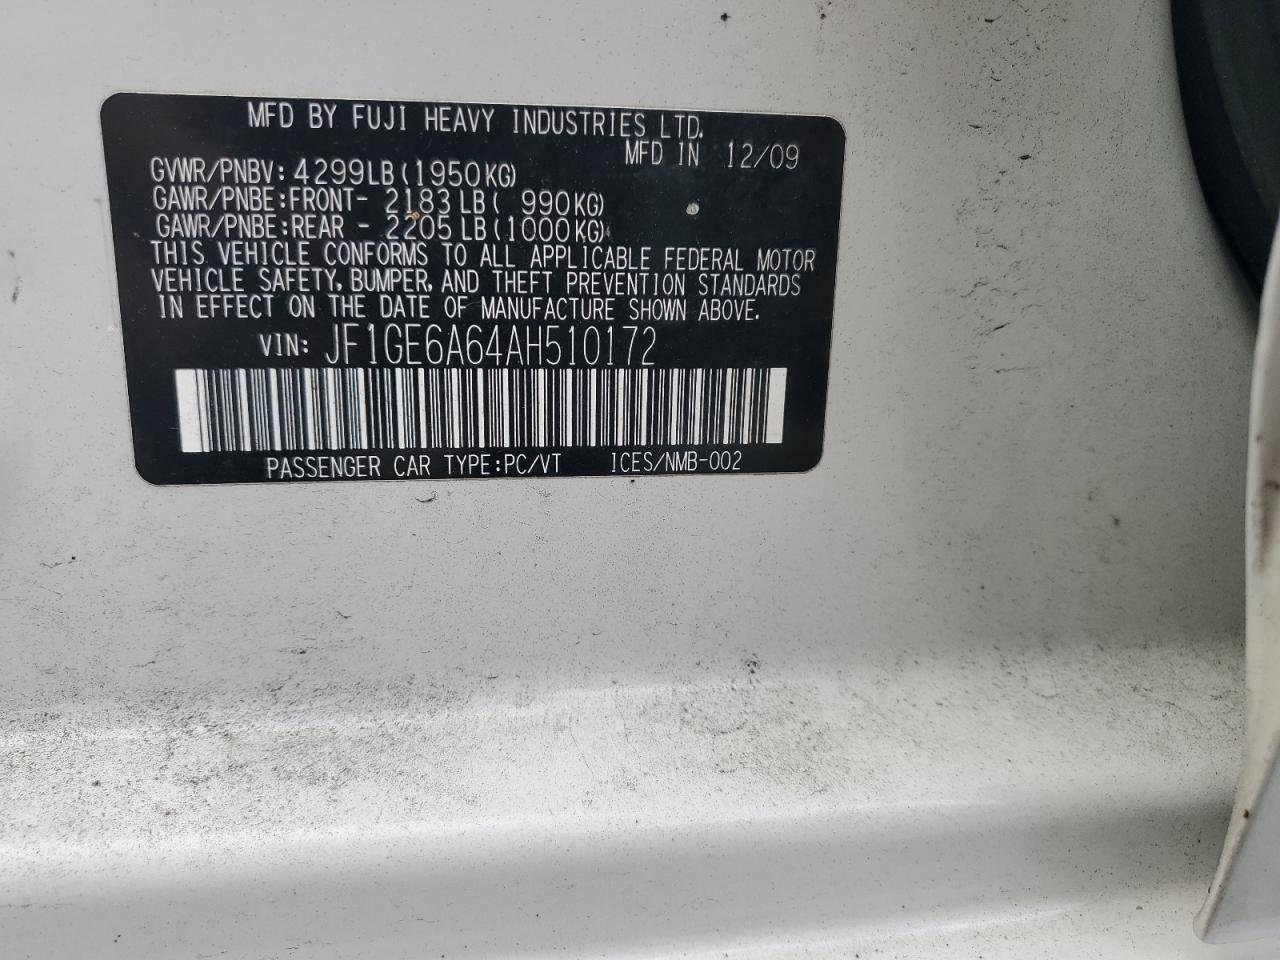 MFD BY FUJI HEAVY INDUSTRIES LTD.
MFD IN 12/09
GVWR/PNBV: 4299LB (1950KG)
GAWR/PNBE:FRONT- 2183LB( 990KG)
GAWR/PNBE:REAR - 2205LB(1000KG)
THIS VEHICLE CONFORMS TO ALL APPLICABLE FEDERAL MOTOR
VEHICLE SAFETY, BUMPER, AND THEFT PREVENTION STANDARDS
IN EFFECT ON THE DATE OF MANUFACTURE SHOWN ABOVE.
VIN: JF1GE6A64AH510172
PASSENGER CAR TYPE:PC/VT ICES/NMB-002